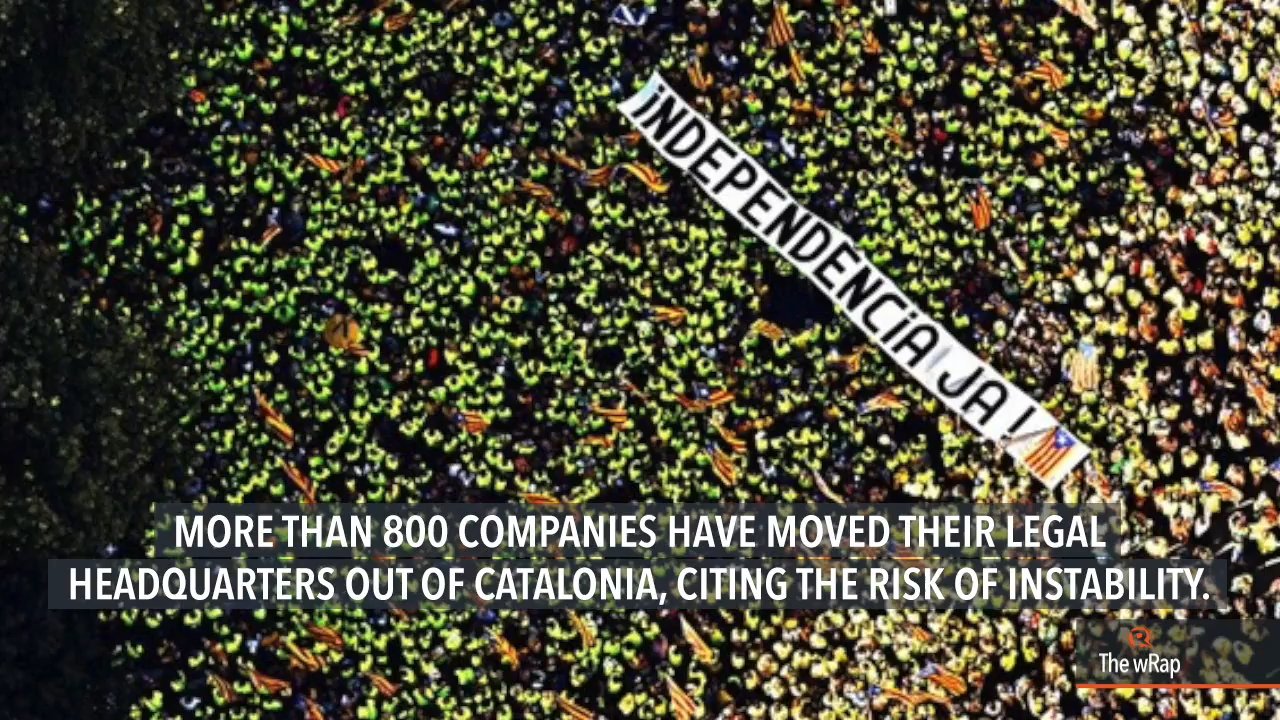 iNDEPENDENCiA JA !
MORE THAN 800 COMPANIES HAVE MOVED THEIR LEGAL
HEADQUARTERS OUT OF CATALONIA, CITING THE RISK OF INSTABILITY.
The wRap